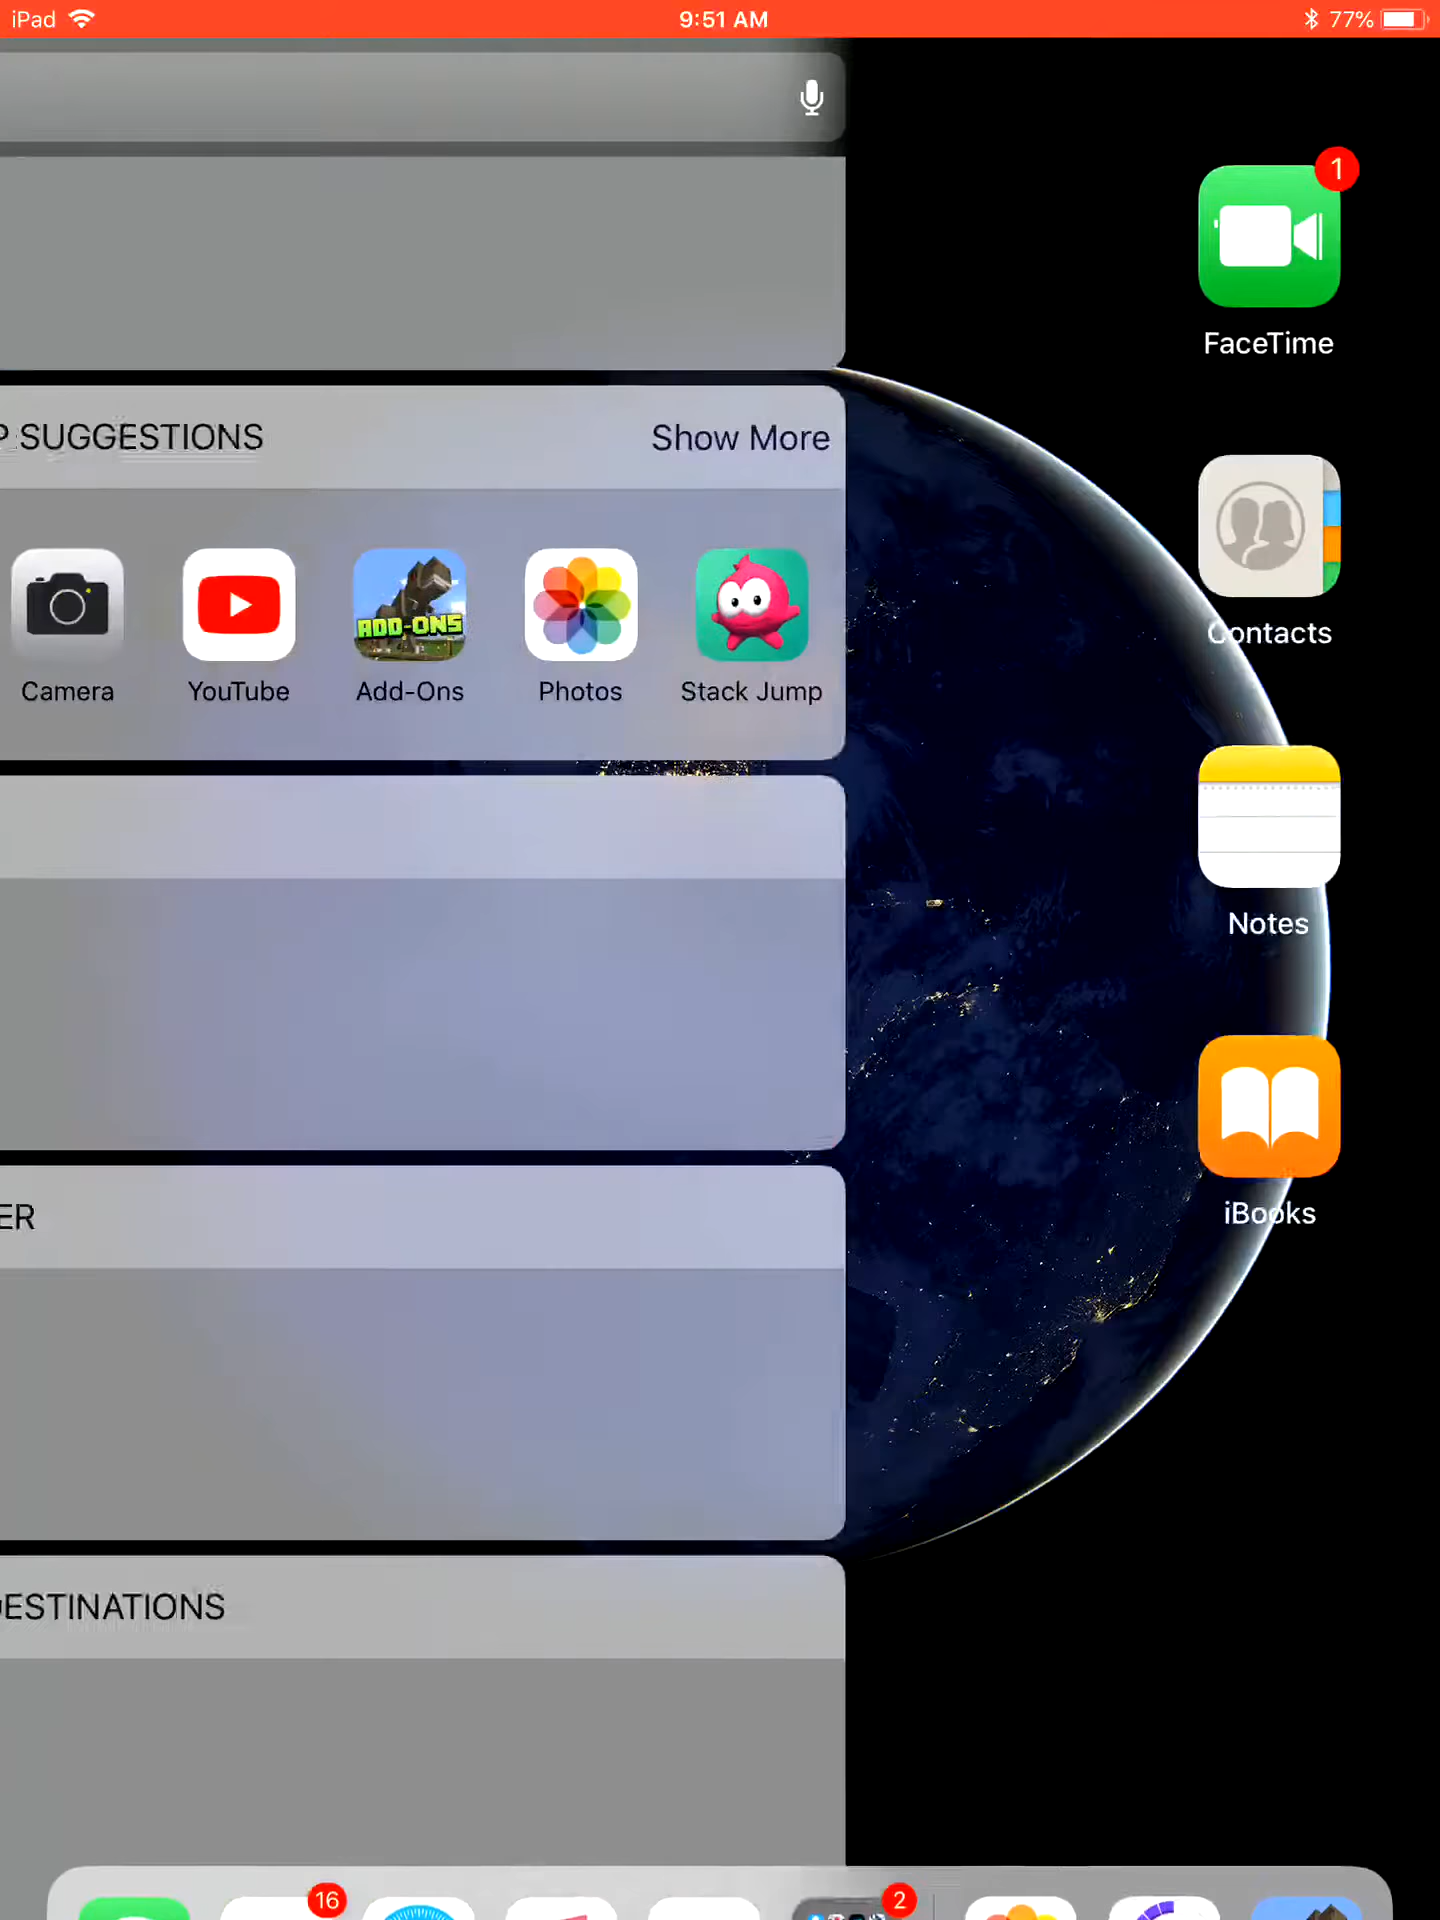 iPad 9:51 AM 77%
1
FaceTime
P SUGGESTIONS Show More
ADD-ONS
Camera YouTube Add-Ons Photos Stack Jump
Contacts
Notes
ER
iBooks
DESTINATIONS
16 2